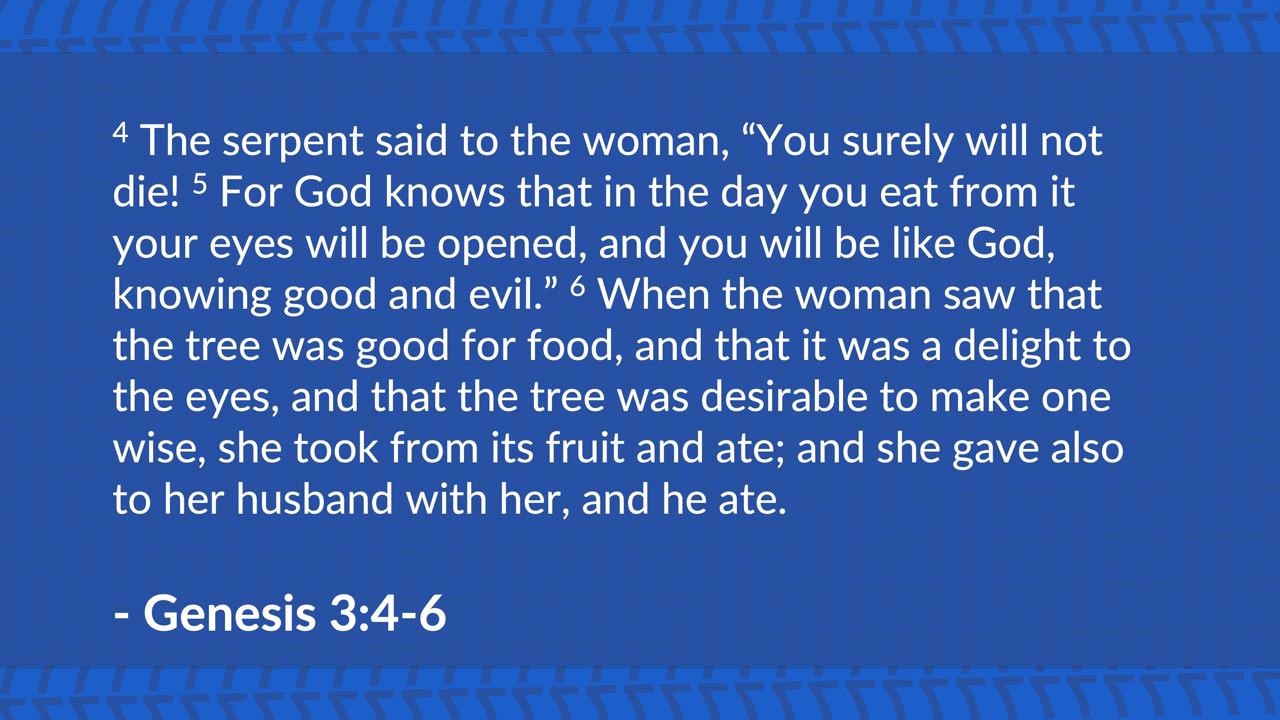 4 The serpent said to the woman, “You surely will not
die! 5 For God knows that in the day you eat from it
your eyes will be opened, and you will be like God,
knowing good and evil.” 6 When the woman saw that
the tree was good for food, and that it was a delight to
the eyes, and that the tree was desirable to make one
wise, she took from its fruit and ate; and she gave also
to her husband with her, and he ate.
- Genesis 3:4-6